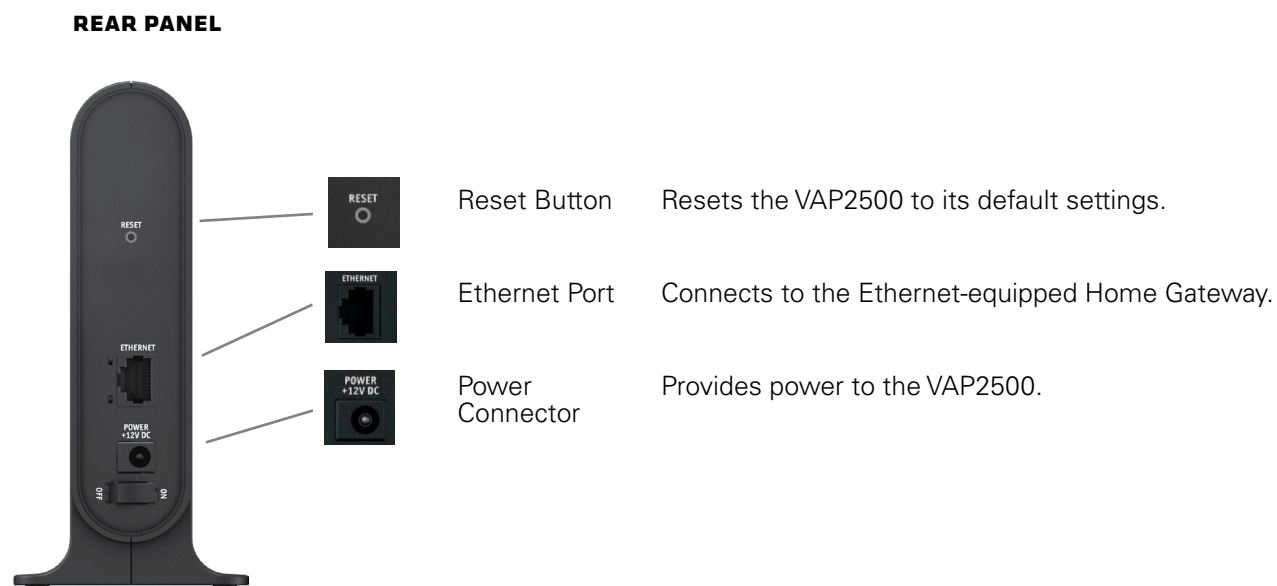 REAR PANEL
RESET
ETHERNET
POWER
+12V DC
OFF
ON
RESET
Reset Button
Resets the VAP2500 to its default settings.
ETHERNET
Ethernet Port
Connects to the Ethernet-equipped Home Gateway.
POWER
+12V DC
Power
Connector
Provides power to the VAP2500.